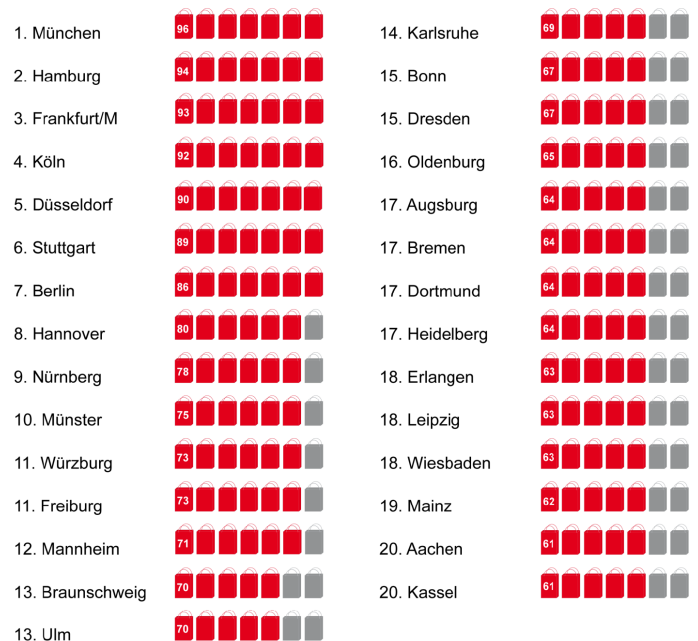 1. München 96
2. Hamburg 94
3. Frankfurt/M 93
4. Köln 92
5. Düsseldorf 90
6. Stuttgart 89
7. Berlin 86
8. Hannover 80
9. Nürnberg 78
10. Münster 75
11. Würzburg 73
11. Freiburg 73
12. Mannheim 71
13. Braunschweig 70
13. Ulm 70
14. Karlsruhe 69
15. Bonn 67
15. Dresden 67
16. Oldenburg 65
17. Augsburg 64
17. Bremen 64
17. Dortmund 64
17. Heidelberg 64
18. Erlangen 63
18. Leipzig 63
18. Wiesbaden 63
19. Mainz 62
20. Aachen 61
20. Kassel 61